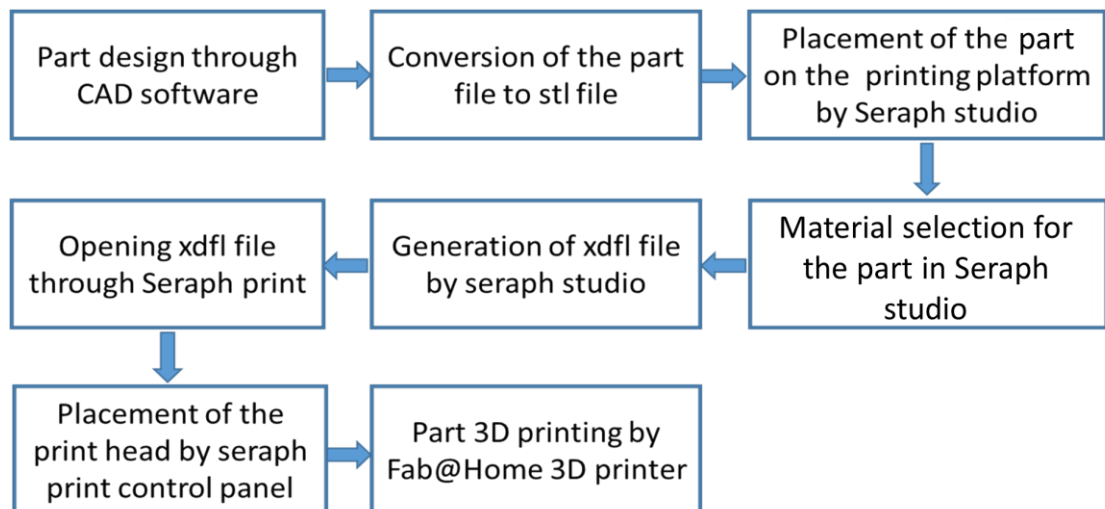 Part design through
CAD software
Conversion of the part
file to stl file
Placement of the part
on the printing platform
by Seraph studio
Material selection for
the part in Seraph
studio
Generation of xdfl file
by seraph studio
Opening xdfl file
through Seraph print
Placement of the
print head by seraph
print control panel
Part 3D printing by
Fab@Home 3D printer